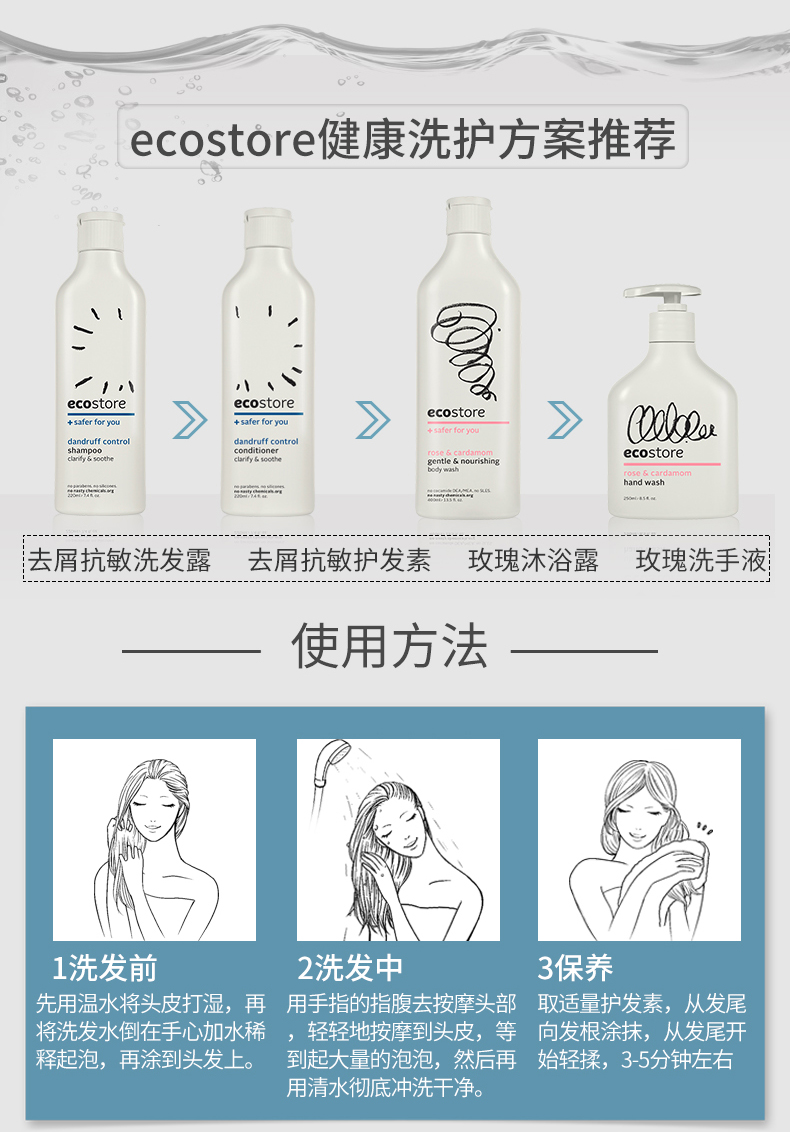 ecostore健康洗护方案推荐
ecostore
+ safer for you
dandruff control
shampoo
clarify & soothe
no parabens. no silicones.
no nasty chemicals.org
220ml ℮ 7.4 fl. oz.
ecostore
+ safer for you
dandruff control
conditioner
clarify & soothe
no parabens. no silicones.
no nasty chemicals.org
220ml ℮ 7.4 fl. oz.
ecostore
+ safer for you
rose & cardamom
gentle & nourishing
body wash
no cocamide DEA/MEA. no SLES.
no nasty chemicals.org
400ml ℮ 13.5 fl. oz.
ecostore
rose & cardamom
hand wash
250ml ℮ 8.5 fl. oz.
去屑抗敏洗发露 去屑抗敏护发素 玫瑰沐浴露 玫瑰洗手液
使用方法
1洗发前
先用温水将头皮打湿，再
将洗发水倒在手心加水稀
释起泡，再涂到头发上。
2洗发中
用手指的指腹去按摩头部
，轻轻地按摩到头皮，等
到起大量的泡泡，然后再
用清水彻底冲洗干净。
3保养
取适量护发素，从发尾
向发根涂抹，从发尾开
始轻揉，3-5分钟左右